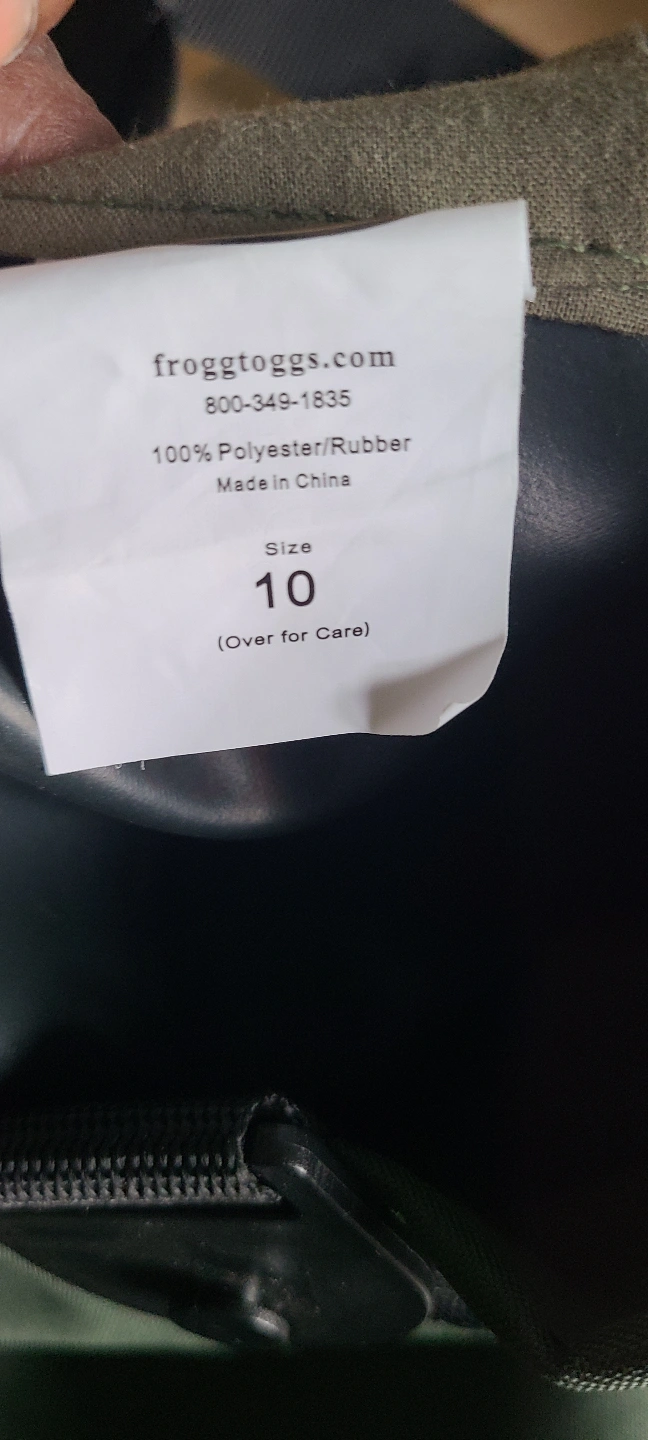 froggtoggs.com
800-349-1835
100% Polyester/Rubber
Made in China
Size
10
(Over for Care)